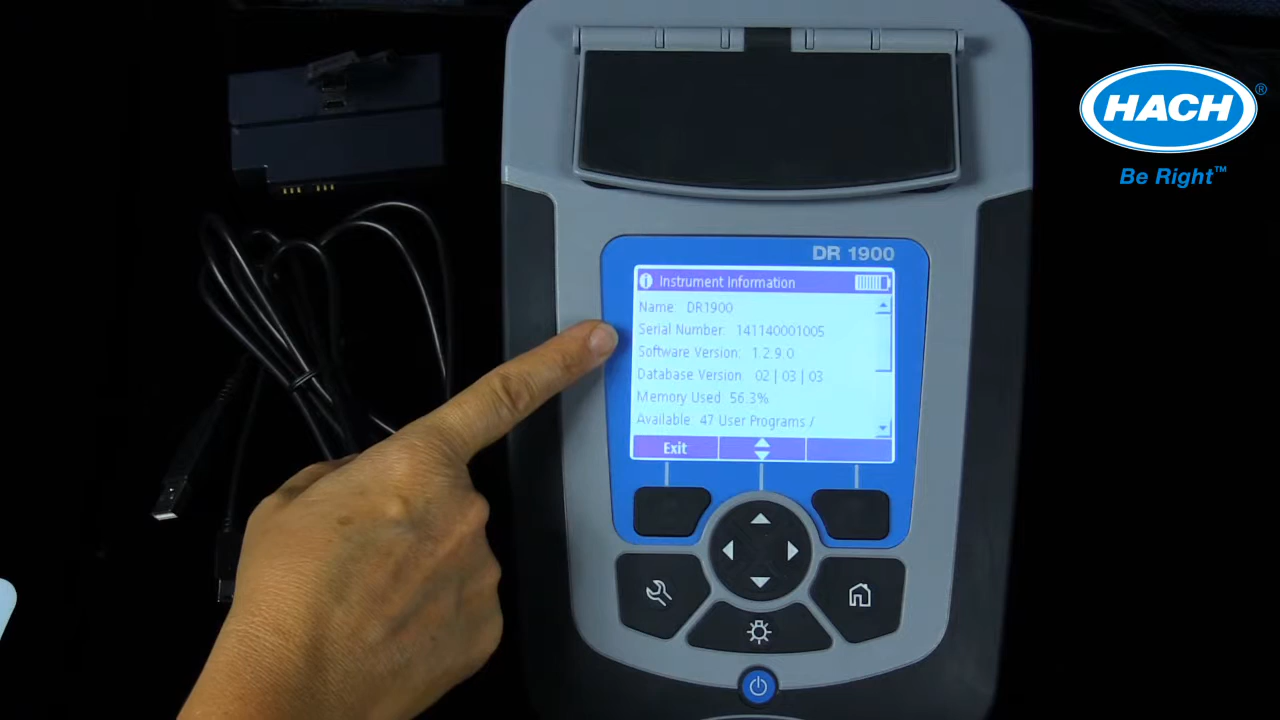 HACH®
Be Right™
DR 1900
Instrument Information
Name: DR1900
Serial Number: 141140001005
Software Version: 1.2.9.0
Database Version: 02 | 03 | 03
Memory Used: 56.3%
Available: 47 User Programs /
Exit